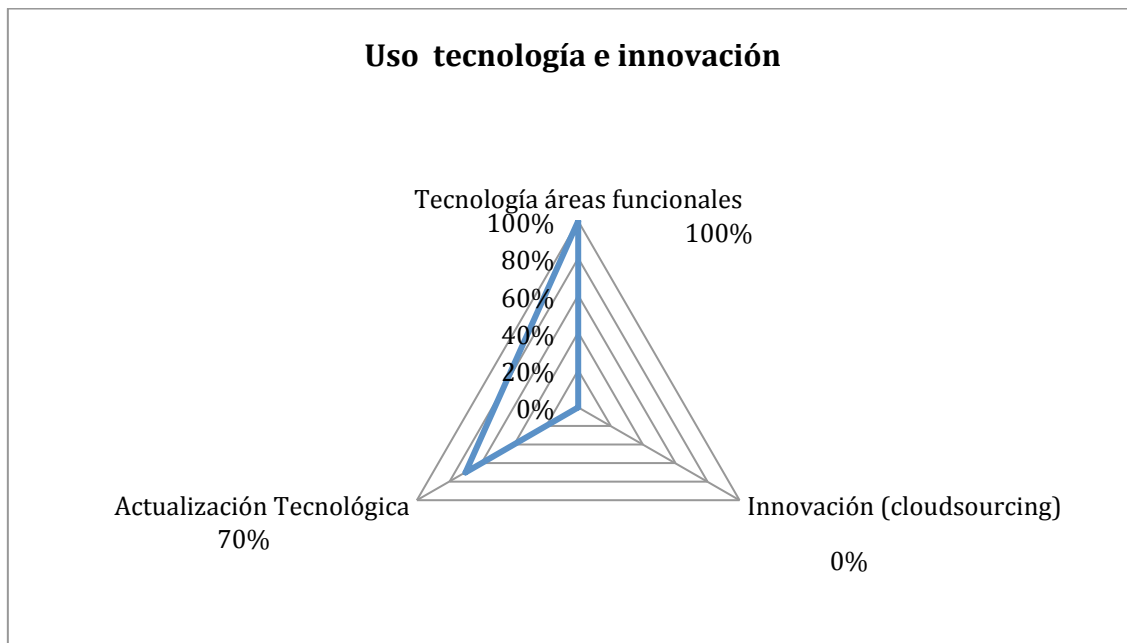 Uso  tecnología e innovación
Tecnología áreas funcionales
100%
100%
80%
60%
40%
20%
0%
Actualización Tecnológica
70%
Innovación (cloudsourcing)
0%